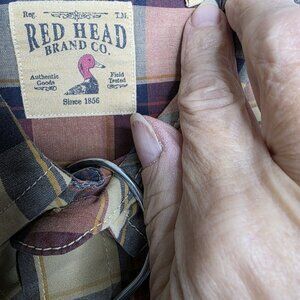 Reg. T.M.
RED HEAD
BRAND CO.
Authentic Goods Field Tested
Since 1856